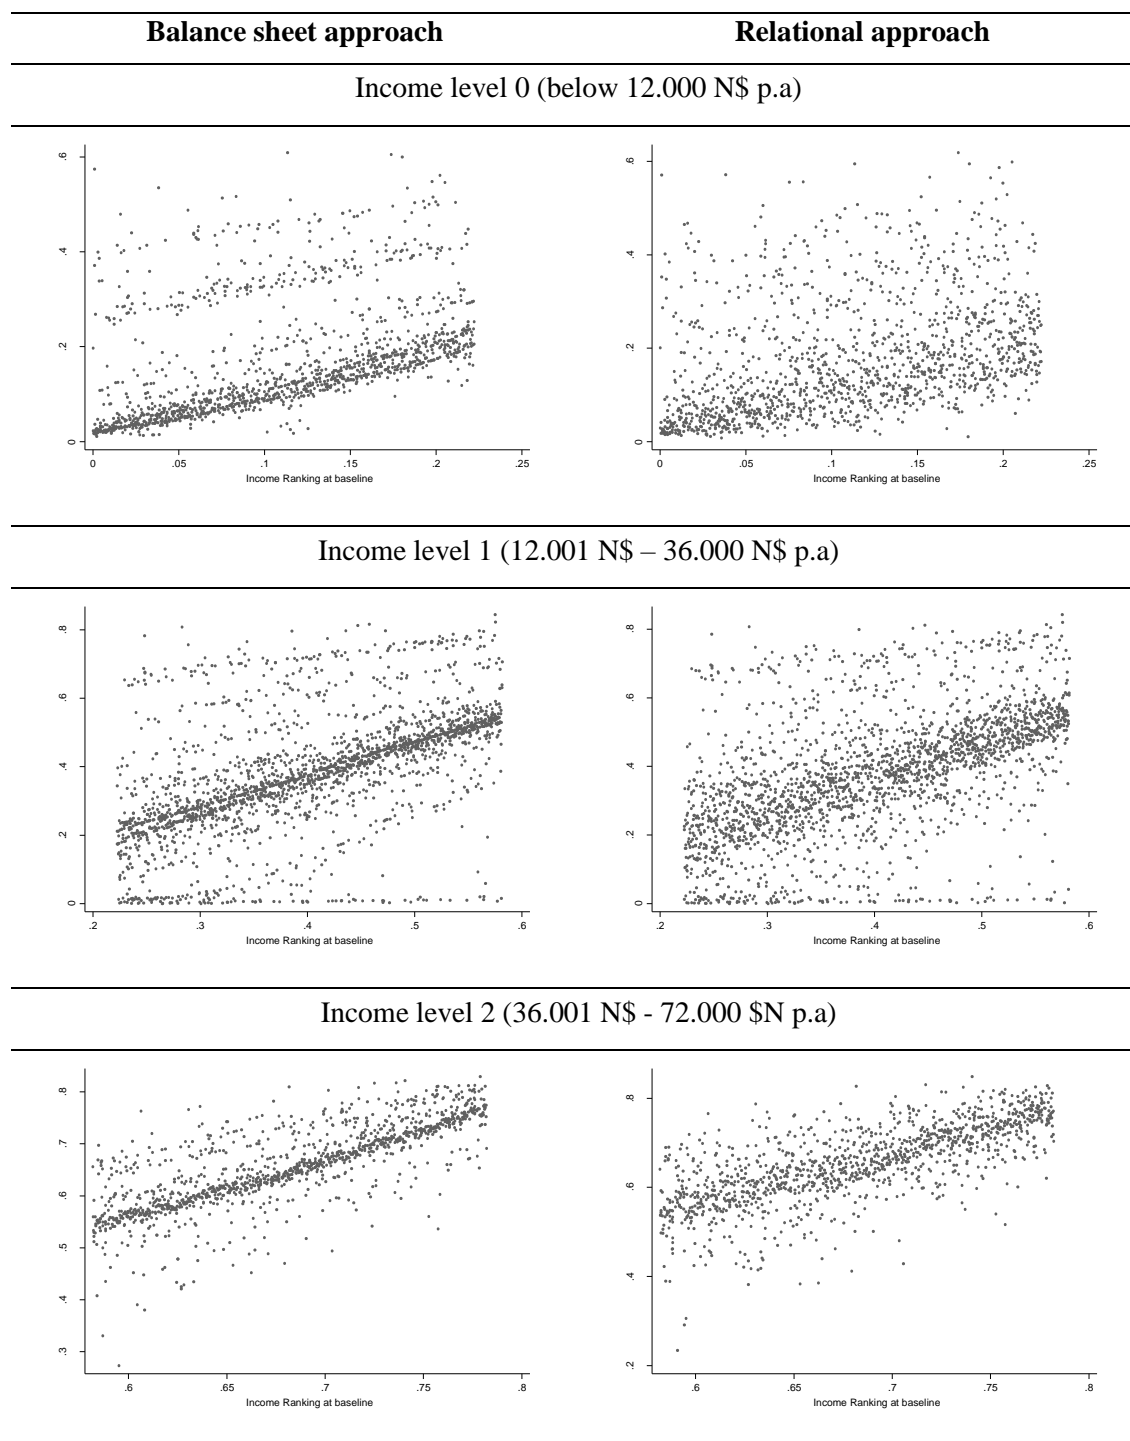 Balance sheet approach Relational approach
Income level 0 (below 12.000 N$ p.a)
.6 .6
.4 .4
.2 .2
0 0
0 .05 .1 .15 .2 .25 0 .05 .1 .15 .2 .25
Income Ranking at baseline Income Ranking at baseline
Income level 1 (12.001 N$ – 36.000 N$ p.a)
.8 .8
.6 .6
.4 .4
.2 .2
0 0
.2 .3 .4 .5 .6 .2 .3 .4 .5 .6
Income Ranking at baseline Income Ranking at baseline
Income level 2 (36.001 N$ - 72.000 $N p.a)
.8 .8
.7
.6 .6
.5
.4 .4
.3 .2
.6 .65 .7 .75 .8 .6 .65 .7 .75 .8
Income Ranking at baseline Income Ranking at baseline